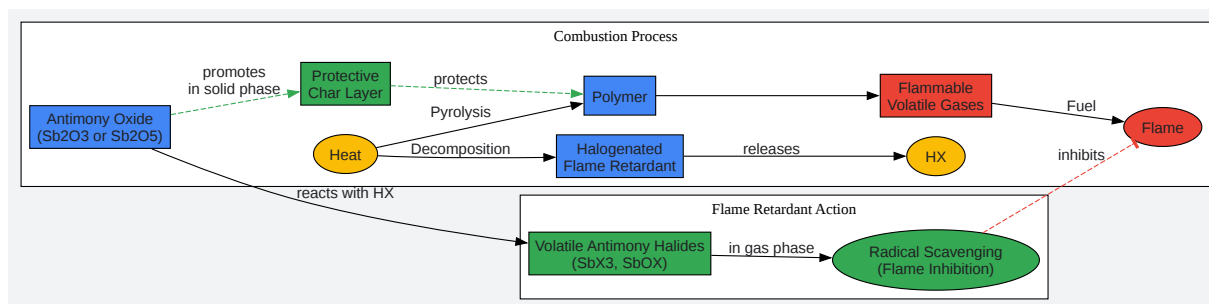 Combustion Process
promotes
in solid phase
Protective
Char Layer
protects
Polymer
Flammable
Volatile Gases
Fuel
Flame
Antimony Oxide
(Sb2O3 or Sb2O5)
Pyrolysis
Heat
Decomposition
Halogenated
Flame Retardant
releases
HX
inhibits
reacts with HX
Flame Retardant Action
Volatile Antimony Halides
(SbX3, SbOX)
in gas phase
Radical Scavenging
(Flame Inhibition)